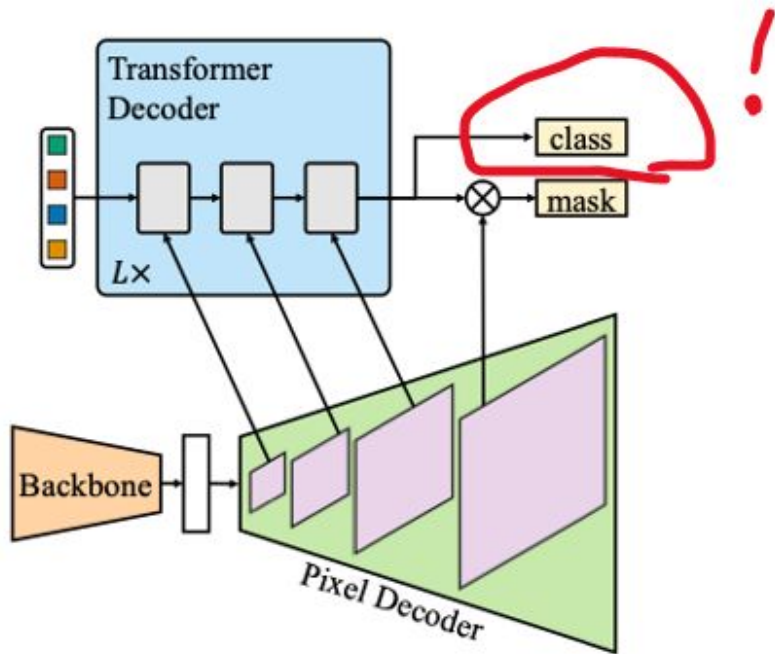 Transformer
Decoder
class
mask
L×
Backbone
Pixel Decoder
!